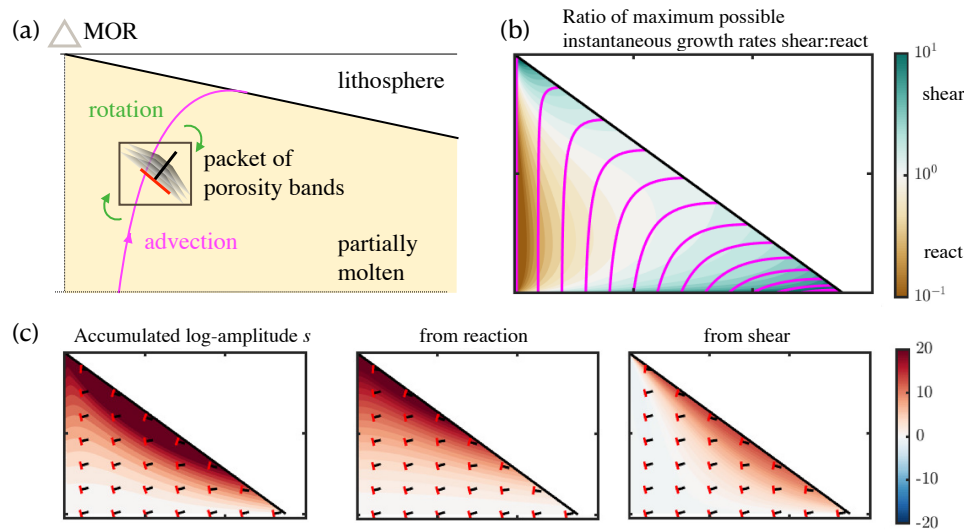 (a)
MOR
lithosphere
rotation
packet of
porosity bands
advection
partially
molten
(b)
Ratio of maximum possible
instantaneous growth rates shear:react
10¹
shear
10⁰
react
10⁻¹
(c)
Accumulated log-amplitude s
from reaction
from shear
20
10
0
-10
-20